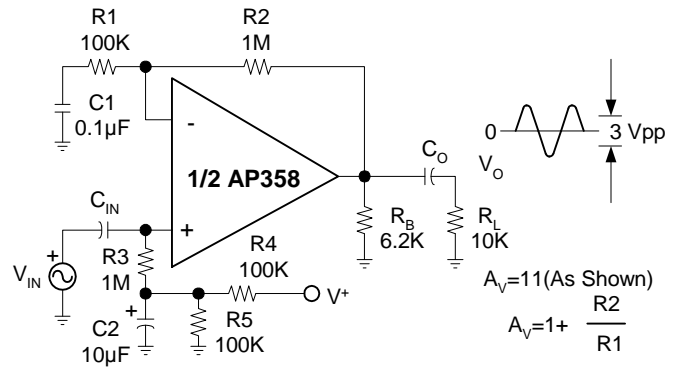 R1
100K
R2
1M
C1
0.1µF
-
1/2 AP358
+
C_IN
+
V_IN
R3
1M
R4
100K
V+
+
C2
10µF
R5
100K
C_O
R_B
6.2K
R_L
10K
0
V_O
3 Vpp
A_V=11(As Shown)
A_V=1+ R2
R1